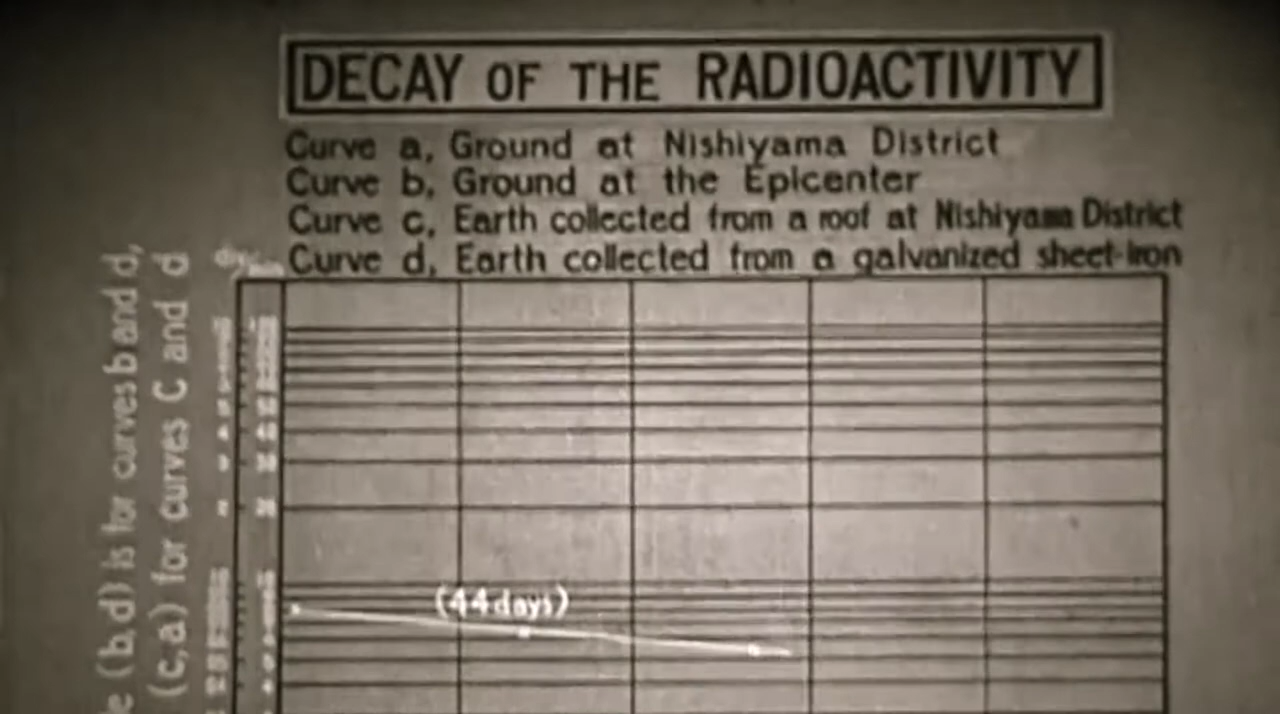 DECAY OF THE RADIOACTIVITY
Curve a, Ground at Nishiyama District
Curve b, Ground at the Epicenter
Curve c, Earth collected from a roof at Nishiyama District
Curve d, Earth collected from a galvanized sheet-iron
(b,d) is for curves b and d,
(c,a) for curves C and d
(44days)